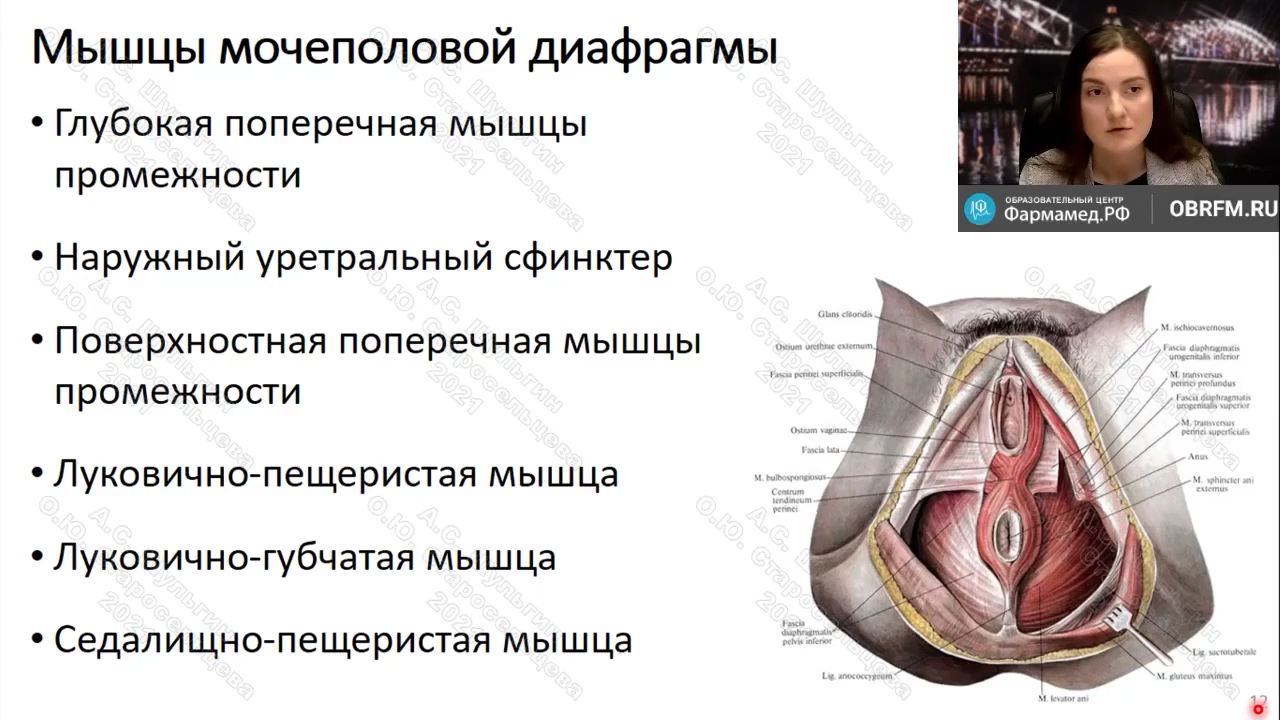 Мышцы мочеполовой диафрагмы
• Глубокая поперечная мышцы
промежности
• Наружный уретральный сфинктер
• Поверхностная поперечная мышцы
промежности
• Луковично-пещеристая мышца
• Луковично-губчатая мышца
• Седалищно-пещеристая мышца
ОБРАЗОВАТЕЛЬНЫЙ ЦЕНТР
Фармамед.РФ
OBRFM.RU
Glans clitoridis
Ostium urethrae externum
Fascia perinei superficialis
Ostium vaginae
Fascia lata
M. bulbospongiosus
Centrum
tendineum
perinei
Fascia
diaphragmatis
pelvis inferior
Lig. anococcygeum
M. ischiocavernosus
Fascia diaphragmatis
urogenitalis inferior
M. transversus
perinei profundus
Fascia diaphragmatis
urogenitalis superior
M. transversus
perinei superficialis
Anus
M. sphincter ani
externus
Lig. sacrotuberale
M. gluteus maximus
M. levator ani
12
А.С. Шульгин
О.Ю. Старосельцева
2021